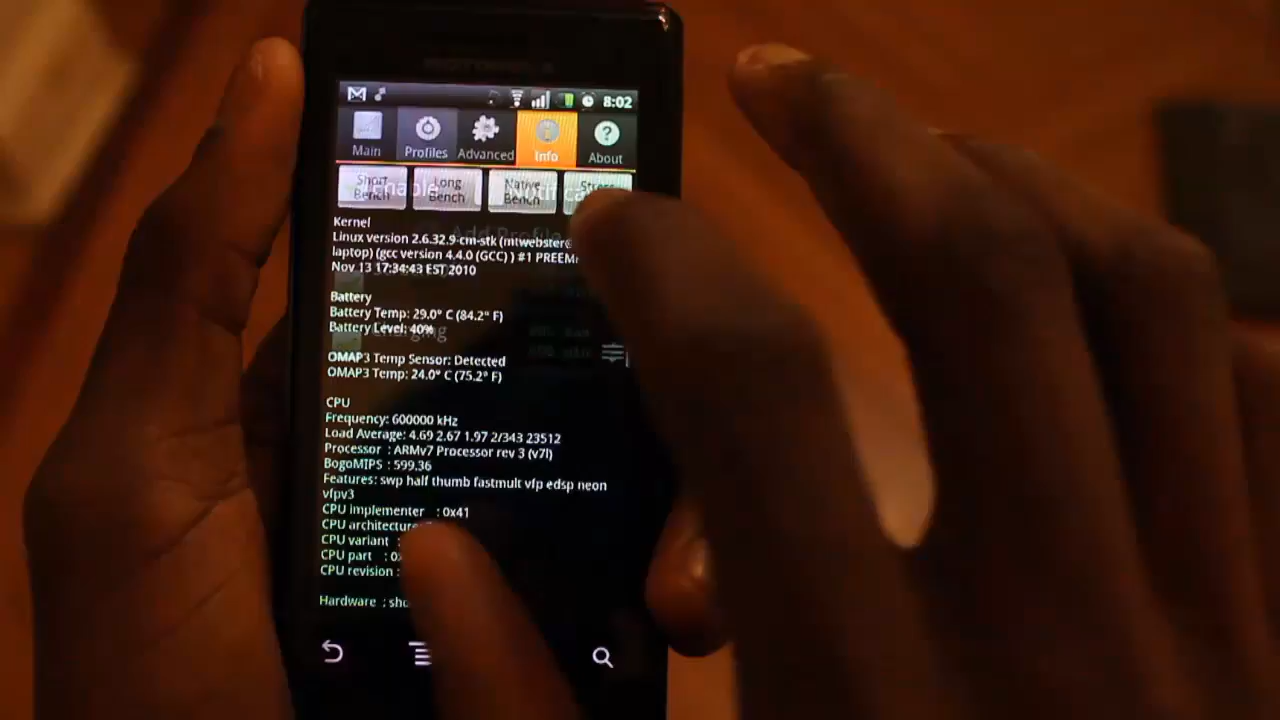 8:02
Main Profiles Advanced Info About
Short Bench
Long Bench
Native Bench
Enable
Add Profile
Kernel
Linux version 2.6.32.9-cm-stk (mtwebster@
laptop) (gcc version 4.4.0 (GCC) ) #1 PREEM
Nov 13 17:34:43 EST 2010
Battery
Battery Temp: 29.0° C (84.2° F)
Battery Level: 40%
OMAP3 Temp Sensor: Detected
OMAP3 Temp: 24.0° C (75.2° F)
CPU
Frequency: 600000 kHz
Load Average: 4.69 2.67 1.97 2/343 23512
Processor : ARMv7 Processor rev 3 (v7l)
BogoMIPS : 599.36
Features: swp half thumb fastmult vfp edsp neon
vfpv3
CPU implementer : 0x41
CPU architecture
CPU variant :
CPU part : 0x
CPU revision :
Hardware : sho